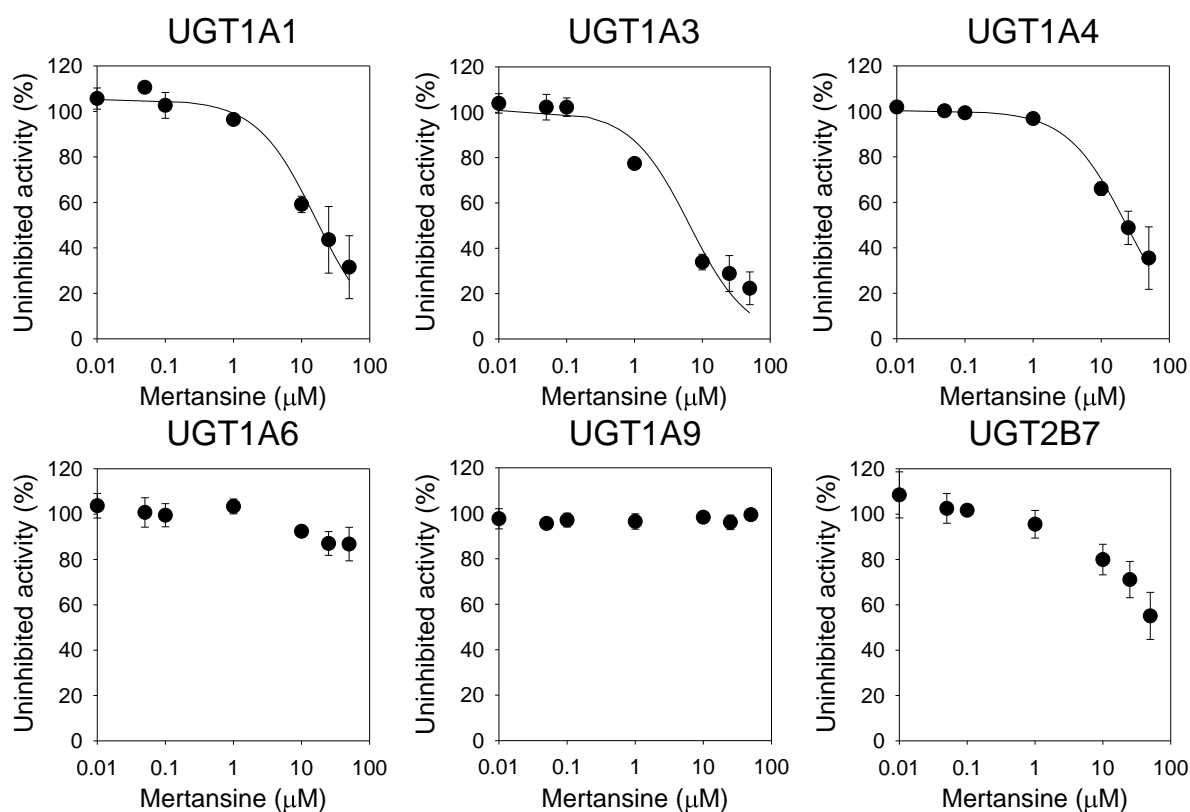 UGT1A1 UGT1A3 UGT1A4
Uninhibited activity (%)
120
100
80
60
40
20
0
0.01 0.1 1 10 100
Mertansine (μM)
Uninhibited activity (%)
120
100
80
60
40
20
0
0.01 0.1 1 10 100
Mertansine (μM)
Uninhibited activity (%)
120
100
80
60
40
20
0
0.01 0.1 1 10 100
Mertansine (μM)
UGT1A6 UGT1A9 UGT2B7
Uninhibited activity (%)
120
100
80
60
40
20
0
0.01 0.1 1 10 100
Mertansine (μM)
Uninhibited activity (%)
120
100
80
60
40
20
0
0.01 0.1 1 10 100
Mertansine (μM)
Uninhibited activity (%)
120
100
80
60
40
20
0
0.01 0.1 1 10 100
Mertansine (μM)